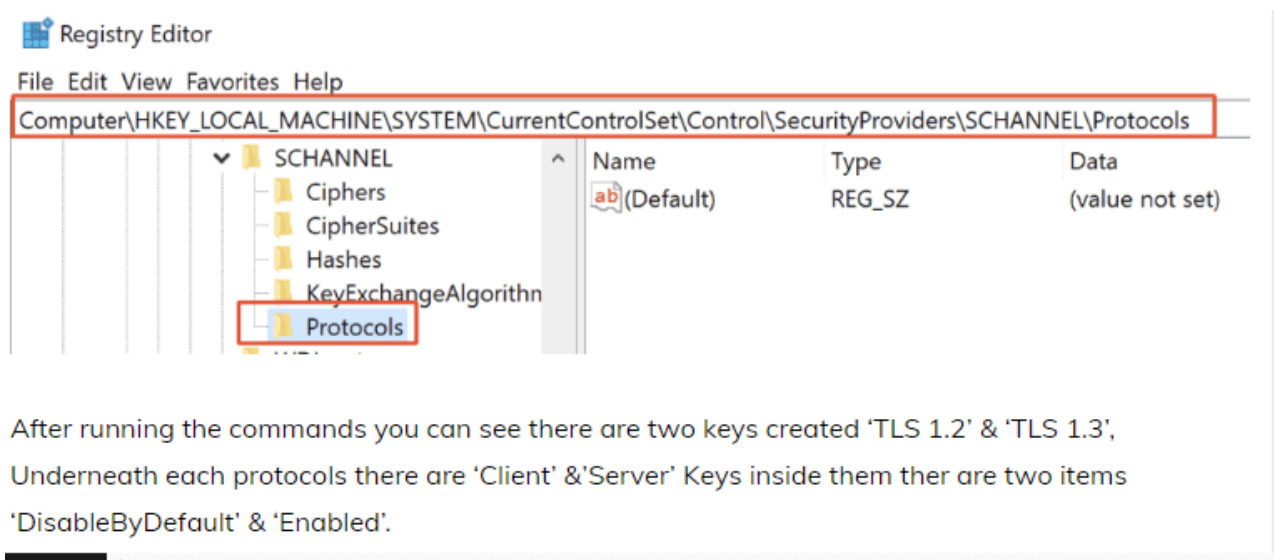 Registry Editor
File Edit View Favorites Help
Computer\HKEY_LOCAL_MACHINE\SYSTEM\CurrentControlSet\Control\SecurityProviders\SCHANNEL\Protocols
SCHANNEL
Name Type Data
Ciphers
ab (Default) REG_SZ (value not set)
CipherSuites
Hashes
KeyExchangeAlgorithn
Protocols
After running the commands you can see there are two keys created ‘TLS 1.2’ & ‘TLS 1.3’,
Underneath each protocols there are ‘Client’ &’Server’ Keys inside them ther are two items
‘DisableByDefault’ & ‘Enabled’.